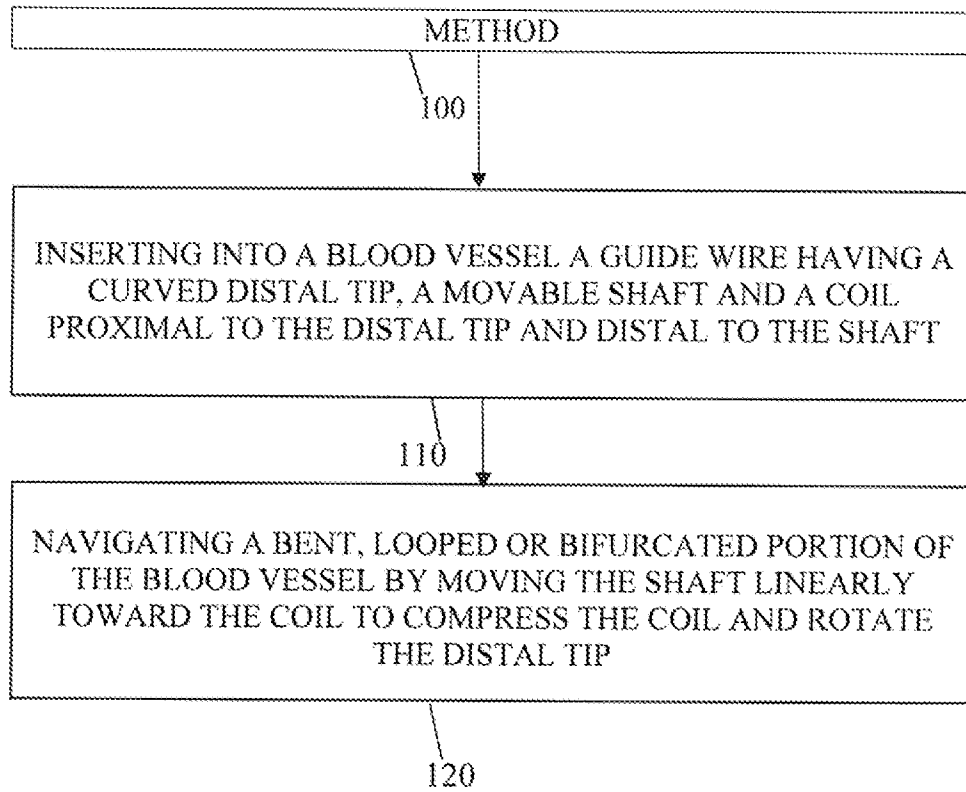 METHOD
100
INSERTING INTO A BLOOD VESSEL A GUIDE WIRE HAVING A
CURVED DISTAL TIP, A MOVABLE SHAFT AND A COIL
PROXIMAL TO THE DISTAL TIP AND DISTAL TO THE SHAFT
110
NAVIGATING A BENT, LOOPED OR BIFURCATED PORTION OF
THE BLOOD VESSEL BY MOVING THE SHAFT LINEARLY
TOWARD THE COIL TO COMPRESS THE COIL AND ROTATE
THE DISTAL TIP
120